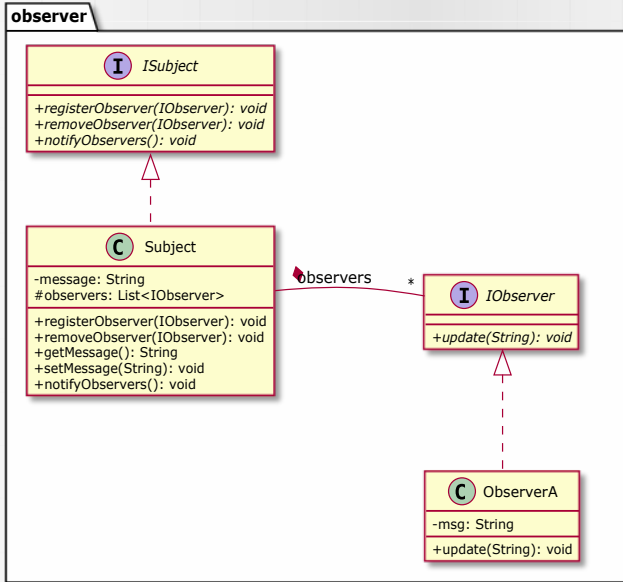 observer
I ISubject
+registerObserver(IObserver): void
+removeObserver(IObserver): void
+notifyObservers(): void
C Subject
-message: String
#observers: List<IObserver>
+registerObserver(IObserver): void
+removeObserver(IObserver): void
+getMessage(): String
+setMessage(String): void
+notifyObservers(): void
observers *
I IObserver
+update(String): void
C ObserverA
-msg: String
+update(String): void